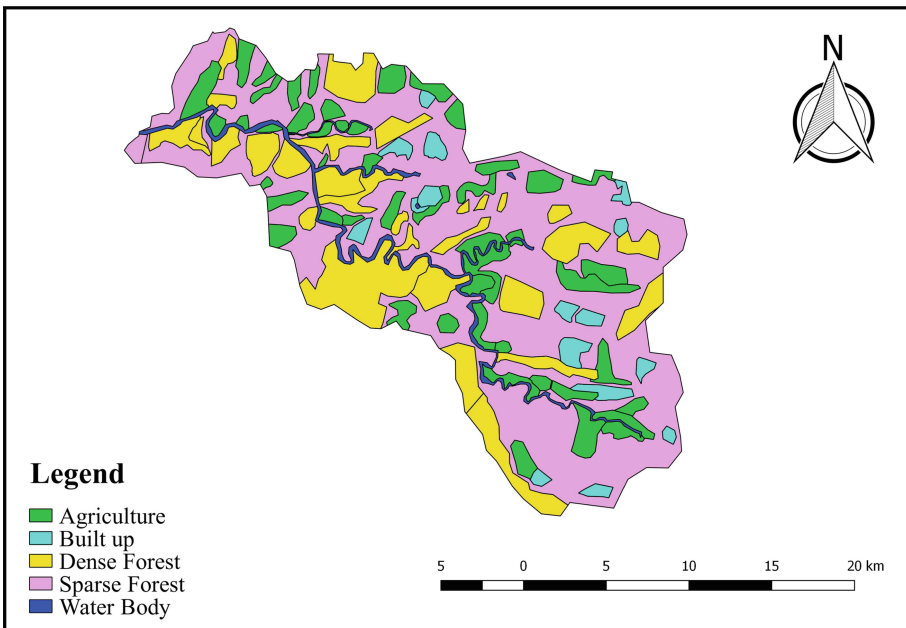 N
Legend
Agriculture
Built up
Dense Forest
Sparse Forest
Water Body
5 0 5 10 15 20 km